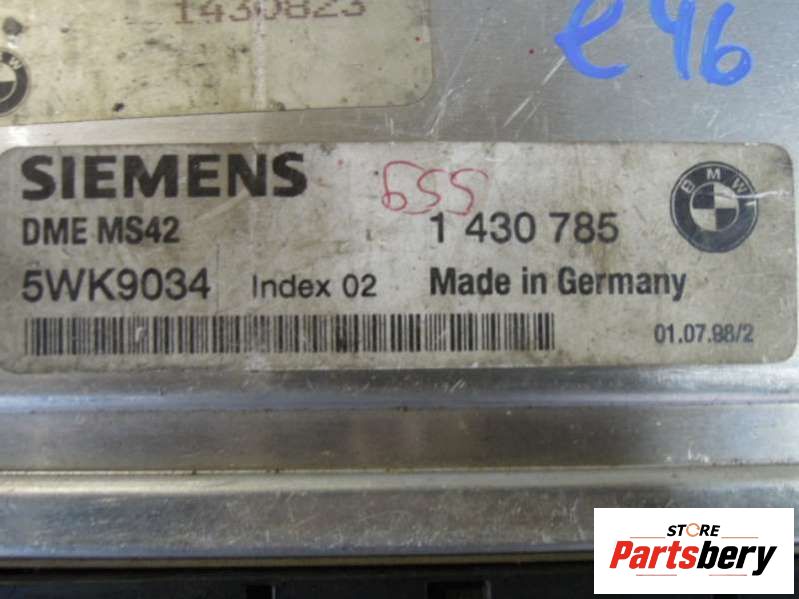 1430823
e46
SIEMENS
655
BMW
DME MS42
1 430 785
5WK9034
Index 02
Made in Germany
01.07.98/2
STORE
Partsbery